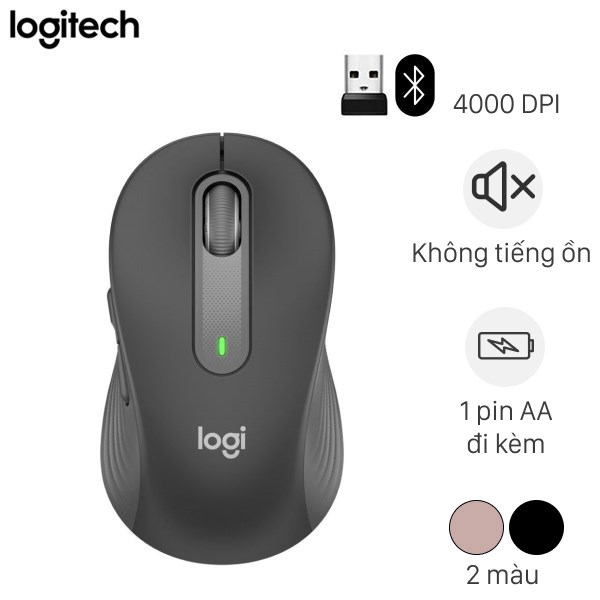 logitech
4000 DPI
Không tiếng ồn
logi
1 pin AA
đi kèm
2 màu